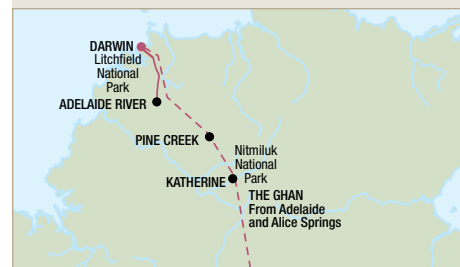 DARWIN
Litchfield
National
Park
ADELAIDE RIVER
PINE CREEK
Nitmiluk
National
Park
KATHERINE
THE GHAN
From Adelaide
and Alice Springs